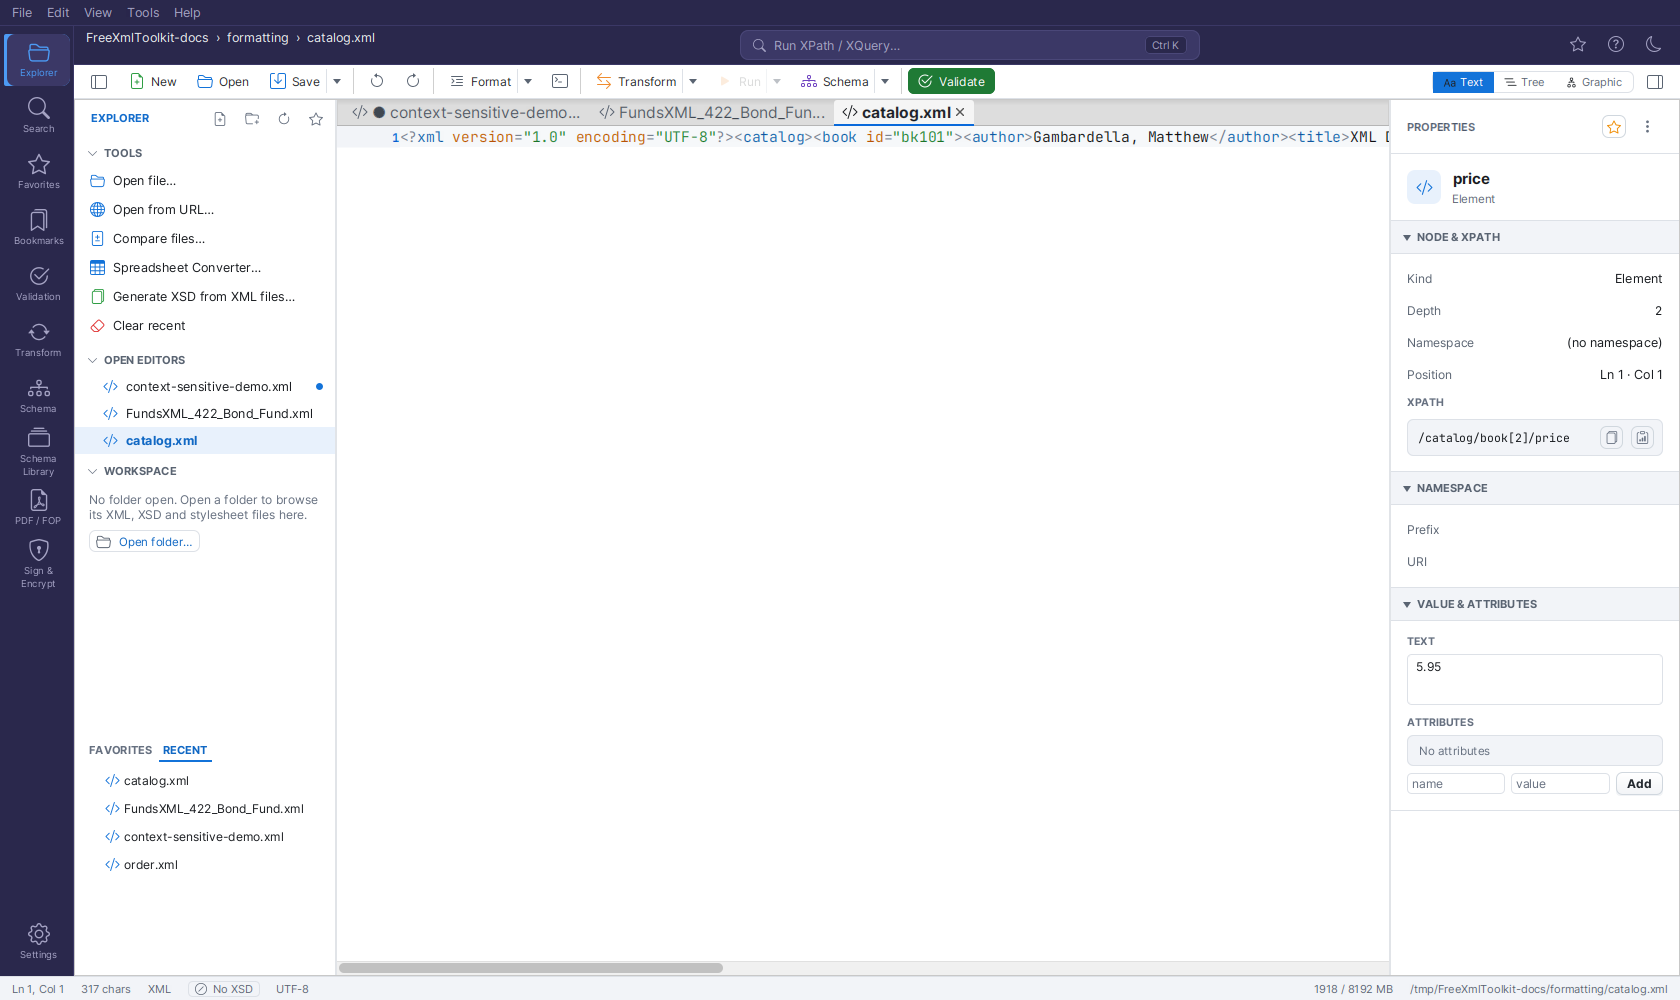 File Edit View Tools Help
FreeXmlToolkit-docs › formatting › catalog.xml
Run XPath / XQuery... Ctrl K
New Open Save Format Transform Run Schema Validate Aa Text Tree Graphic
Explorer
Search
Favorites
Bookmarks
Validation
Transform
Schema
Schema
Library
PDF / FOP
Sign &
Encrypt
Settings
EXPLORER
TOOLS
Open file...
Open from URL...
Compare files...
Spreadsheet Converter...
Generate XSD from XML files...
Clear recent
OPEN EDITORS
context-sensitive-demo.xml
FundsXML_422_Bond_Fund.xml
catalog.xml
WORKSPACE
No folder open. Open a folder to browse
its XML, XSD and stylesheet files here.
Open folder...
FAVORITES RECENT
catalog.xml
FundsXML_422_Bond_Fund.xml
context-sensitive-demo.xml
order.xml
context-sensitive-demo... FundsXML_422_Bond_Fun... catalog.xml
1 <?xml version="1.0" encoding="UTF-8"?><catalog><book id="bk101"><author>Gambardella, Matthew</author><title>XML D
PROPERTIES
price
Element
NODE & XPATH
Kind Element
Depth 2
Namespace (no namespace)
Position Ln 1 · Col 1
XPATH
/catalog/book[2]/price
NAMESPACE
Prefix
URI
VALUE & ATTRIBUTES
TEXT
5.95
ATTRIBUTES
No attributes
name value Add
Ln 1, Col 1 317 chars XML No XSD UTF-8 1918 / 8192 MB /tmp/FreeXmlToolkit-docs/formatting/catalog.xml